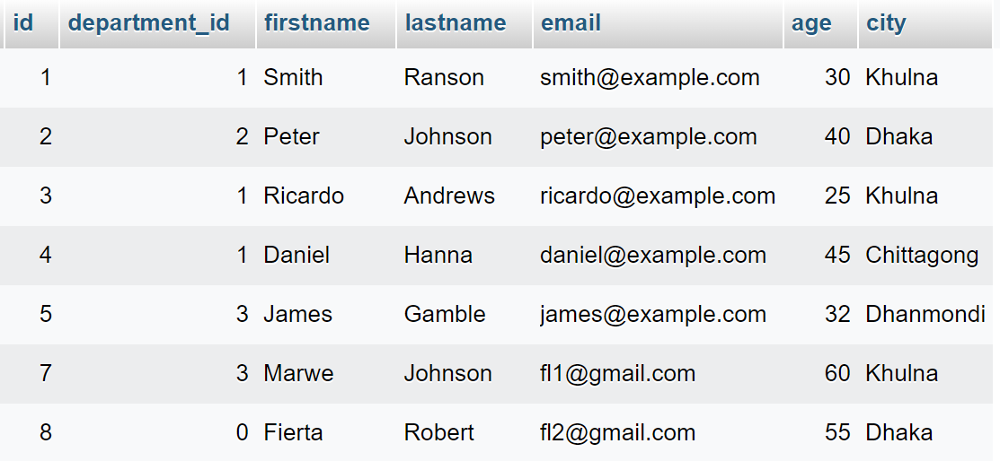 id department_id firstname lastname email age city
1 1 Smith Ranson smith@example.com 30 Khulna
2 2 Peter Johnson peter@example.com 40 Dhaka
3 1 Ricardo Andrews ricardo@example.com 25 Khulna
4 1 Daniel Hanna daniel@example.com 45 Chittagong
5 3 James Gamble james@example.com 32 Dhanmondi
7 3 Marwe Johnson fl1@gmail.com 60 Khulna
8 0 Fierta Robert fl2@gmail.com 55 Dhaka